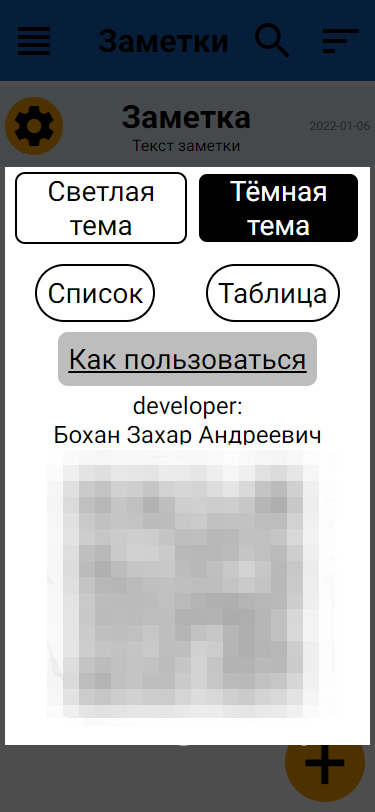 Заметки
Заметка
2022-01-06
Текст заметки
Светлая
тема
Тёмная
тема
Список
Таблица
Как пользоваться
developer:
Бохан Захар Андреевич